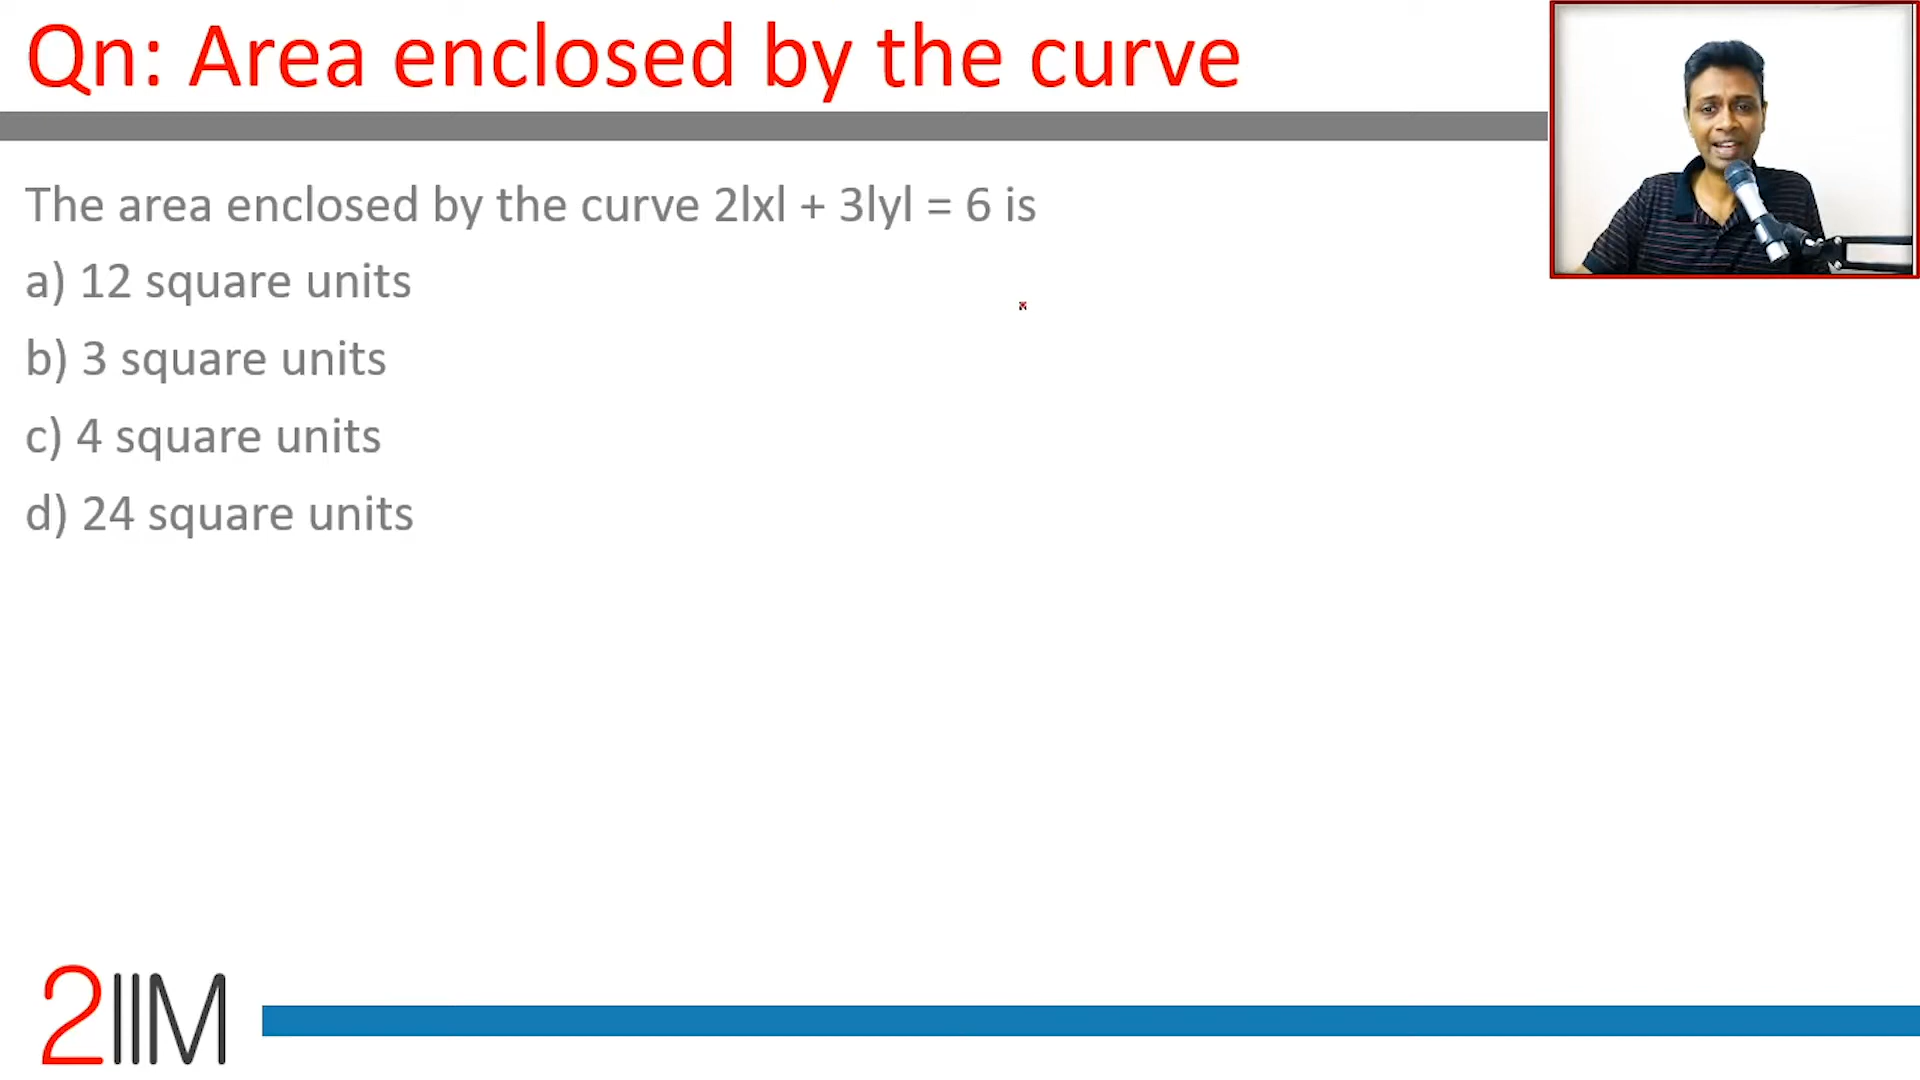 Qn: Area enclosed by the curve
The area enclosed by the curve 2lxl + 3lyl = 6 is
a) 12 square units
b) 3 square units
c) 4 square units
d) 24 square units
2IIM